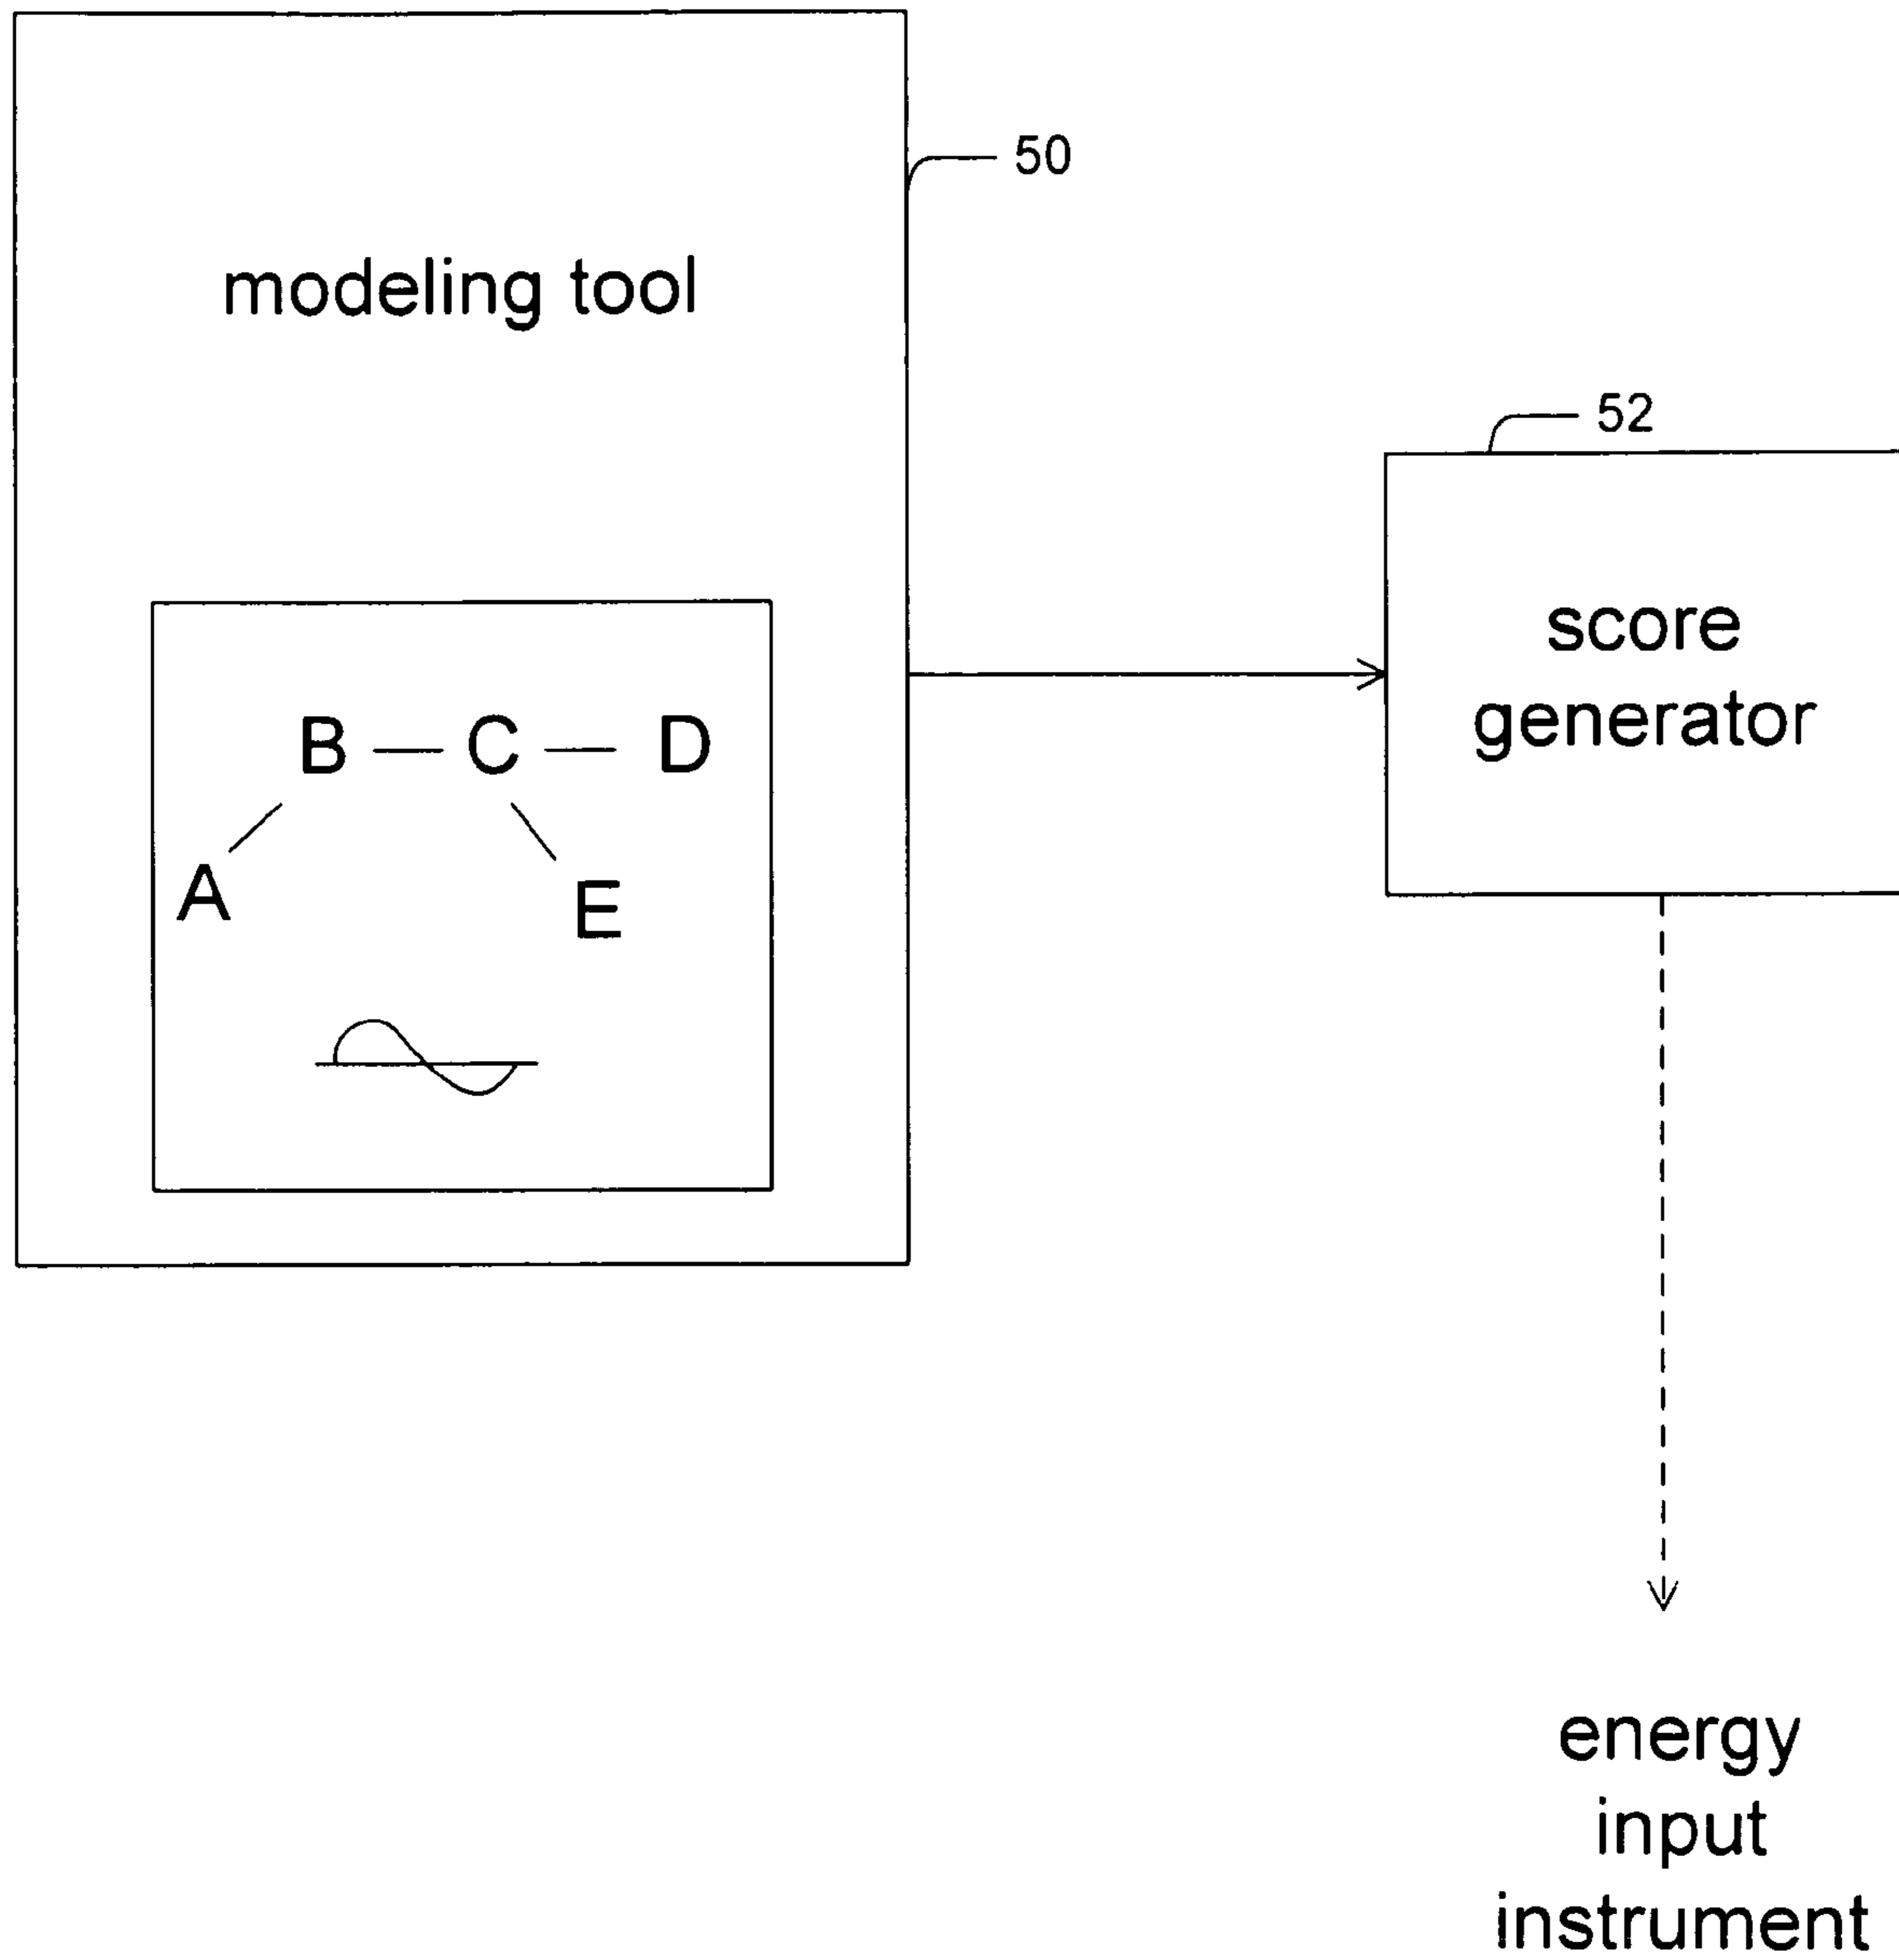 50
modeling tool
52
score
generator
B — C — D
A
E
energy
input
instrument